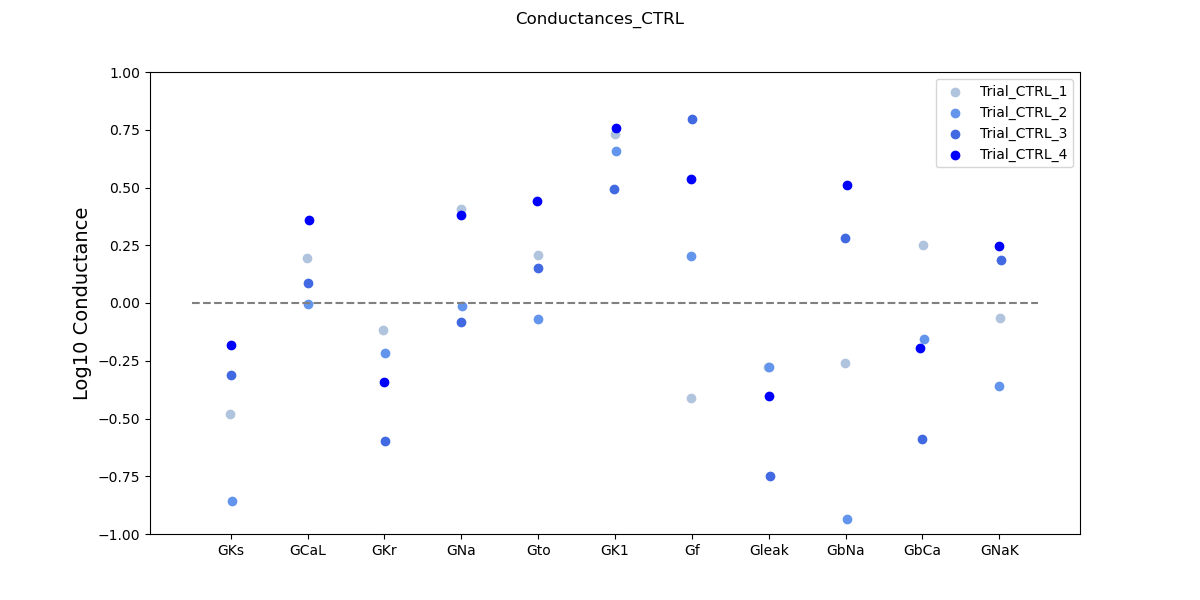 Conductances_CTRL
Log10 Conductance
1.00
0.75
0.50
0.25
0.00
−0.25
−0.50
−0.75
−1.00
Trial_CTRL_1
Trial_CTRL_2
Trial_CTRL_3
Trial_CTRL_4
GKs GCaL GKr GNa Gto GK1 Gf Gleak GbNa GbCa GNaK